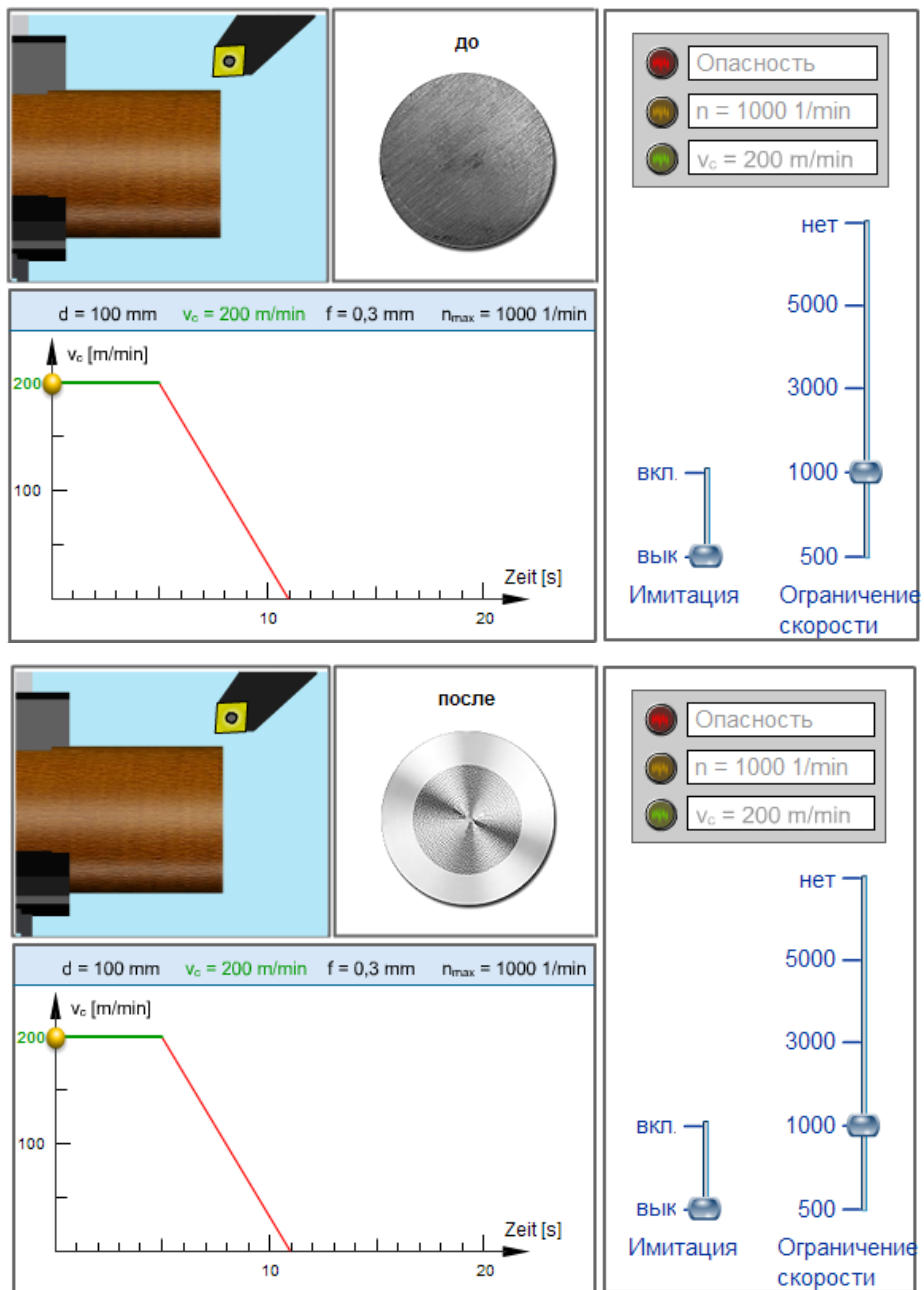 до
Опасность
n = 1000 1/min
vc = 200 m/min
d = 100 mm vc = 200 m/min f = 0,3 mm nmax = 1000 1/min
vc [m/min]
200
100
Zeit [s]
10
20
нет
5000
3000
вкл.
1000
вык
500
Имитация
Ограничение
скорости
после
Опасность
n = 1000 1/min
vc = 200 m/min
d = 100 mm vc = 200 m/min f = 0,3 mm nmax = 1000 1/min
vc [m/min]
200
100
Zeit [s]
10
20
нет
5000
3000
вкл.
1000
вык
500
Имитация
Ограничение
скорости